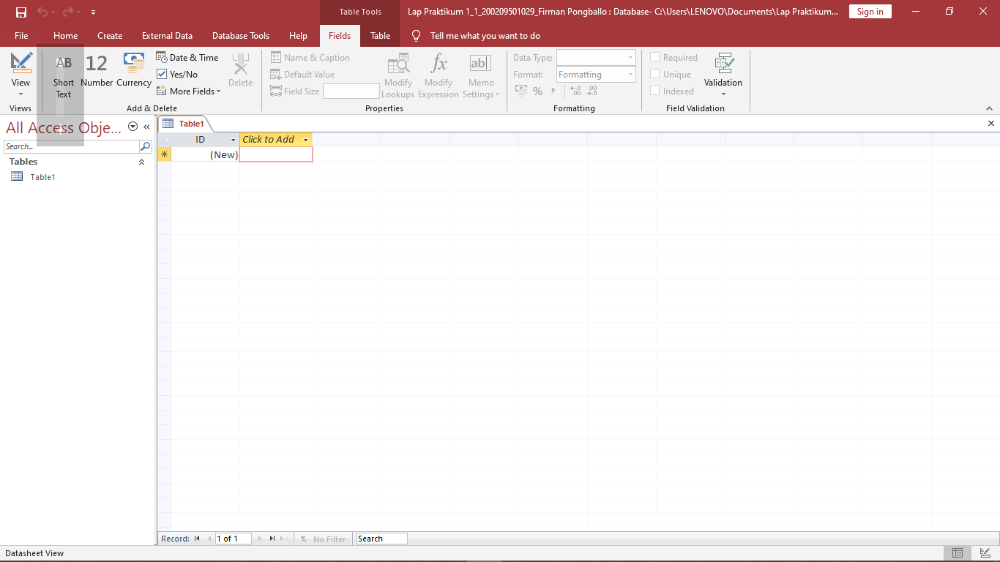 Table Tools
Lap Praktikum 1_1_200209501029_Firman Pongballo : Database- C:\Users\LENOVO\Documents\Lap Praktikum...
Sign in
File Home Create External Data Database Tools Help Fields Table Tell me what you want to do
View
Views
AB
Short Text
12
Number
Currency
Date & Time
Yes/No
More Fields
Delete
Add & Delete
Name & Caption
Default Value
Field Size
Modify Lookups
fx
Modify Expression
ab
Memo Settings
Properties
Data Type:
Format: Formatting
% , .00 .0
Formatting
Required
Unique
Indexed
Validation
Field Validation
All Access Obje...
Search...
Tables
Table1
Table1
ID Click to Add
(New)
Record: 1 of 1 No Filter Search
Datasheet View